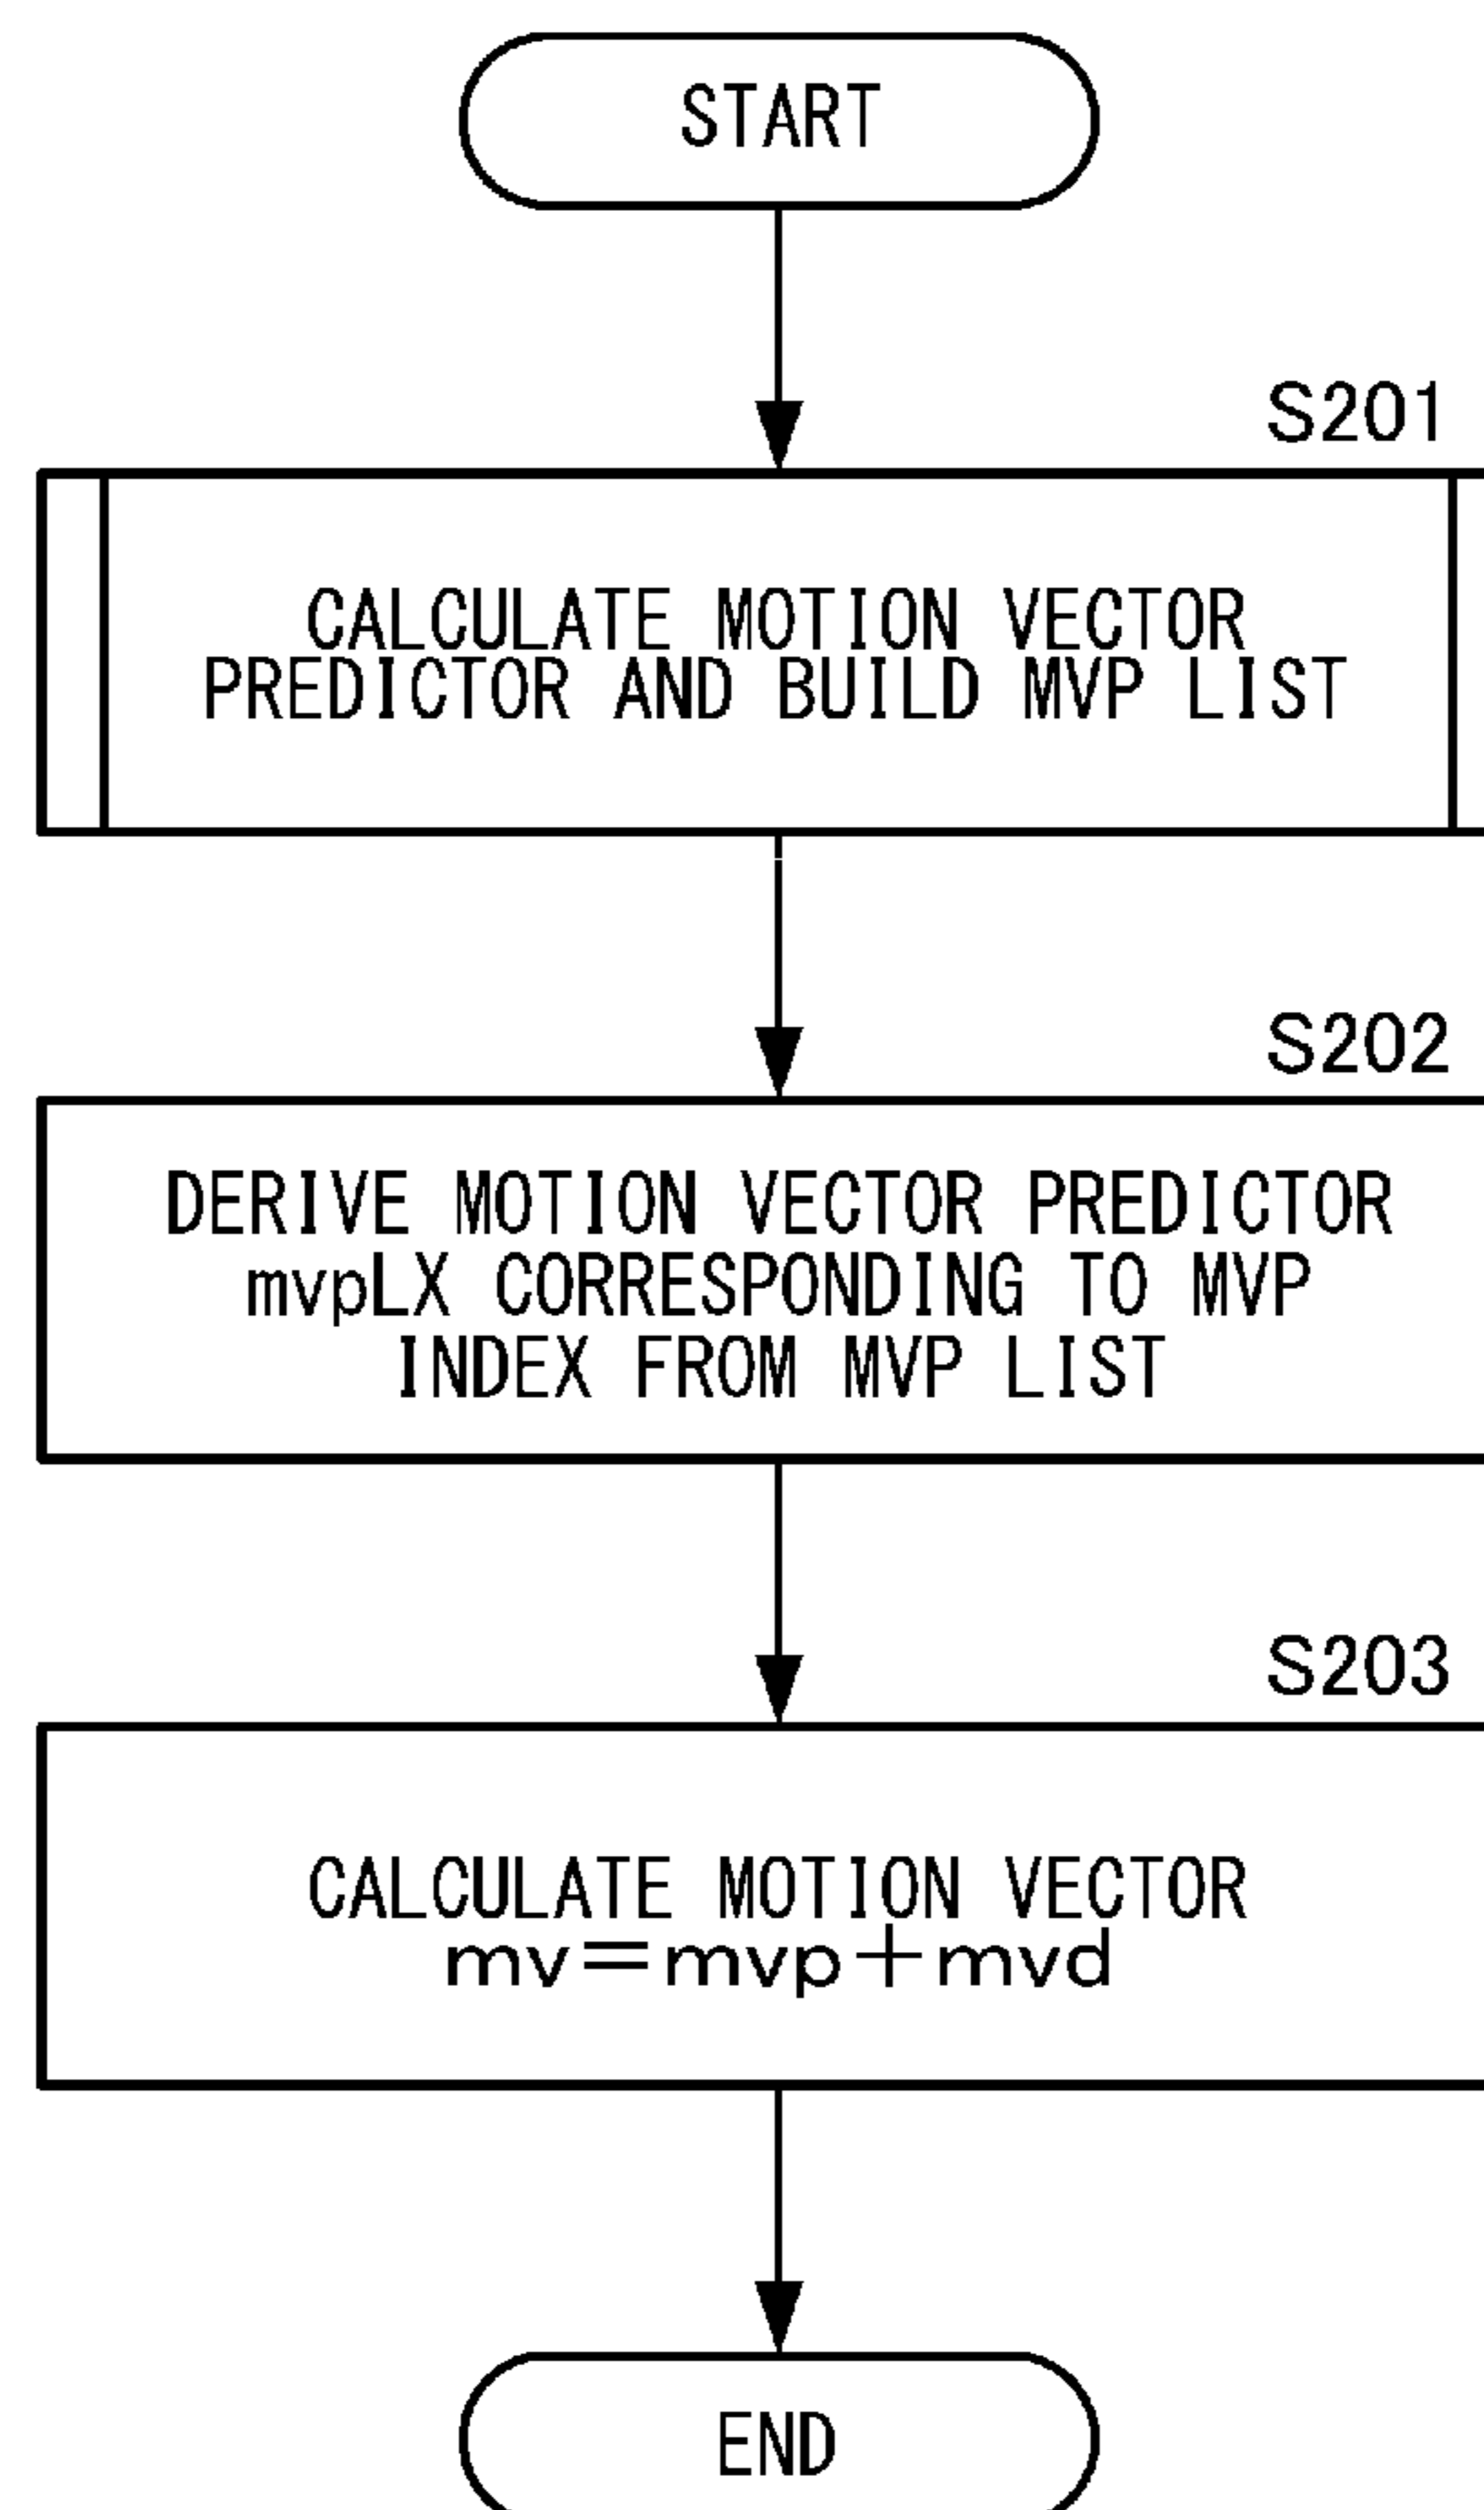 START
S201
CALCULATE MOTION VECTOR
PREDICTOR AND BUILD MVP LIST
S202
DERIVE MOTION VECTOR PREDICTOR
mvpLX CORRESPONDING TO MVP
INDEX FROM MVP LIST
S203
CALCULATE MOTION VECTOR
mv=mvp+mvd
END